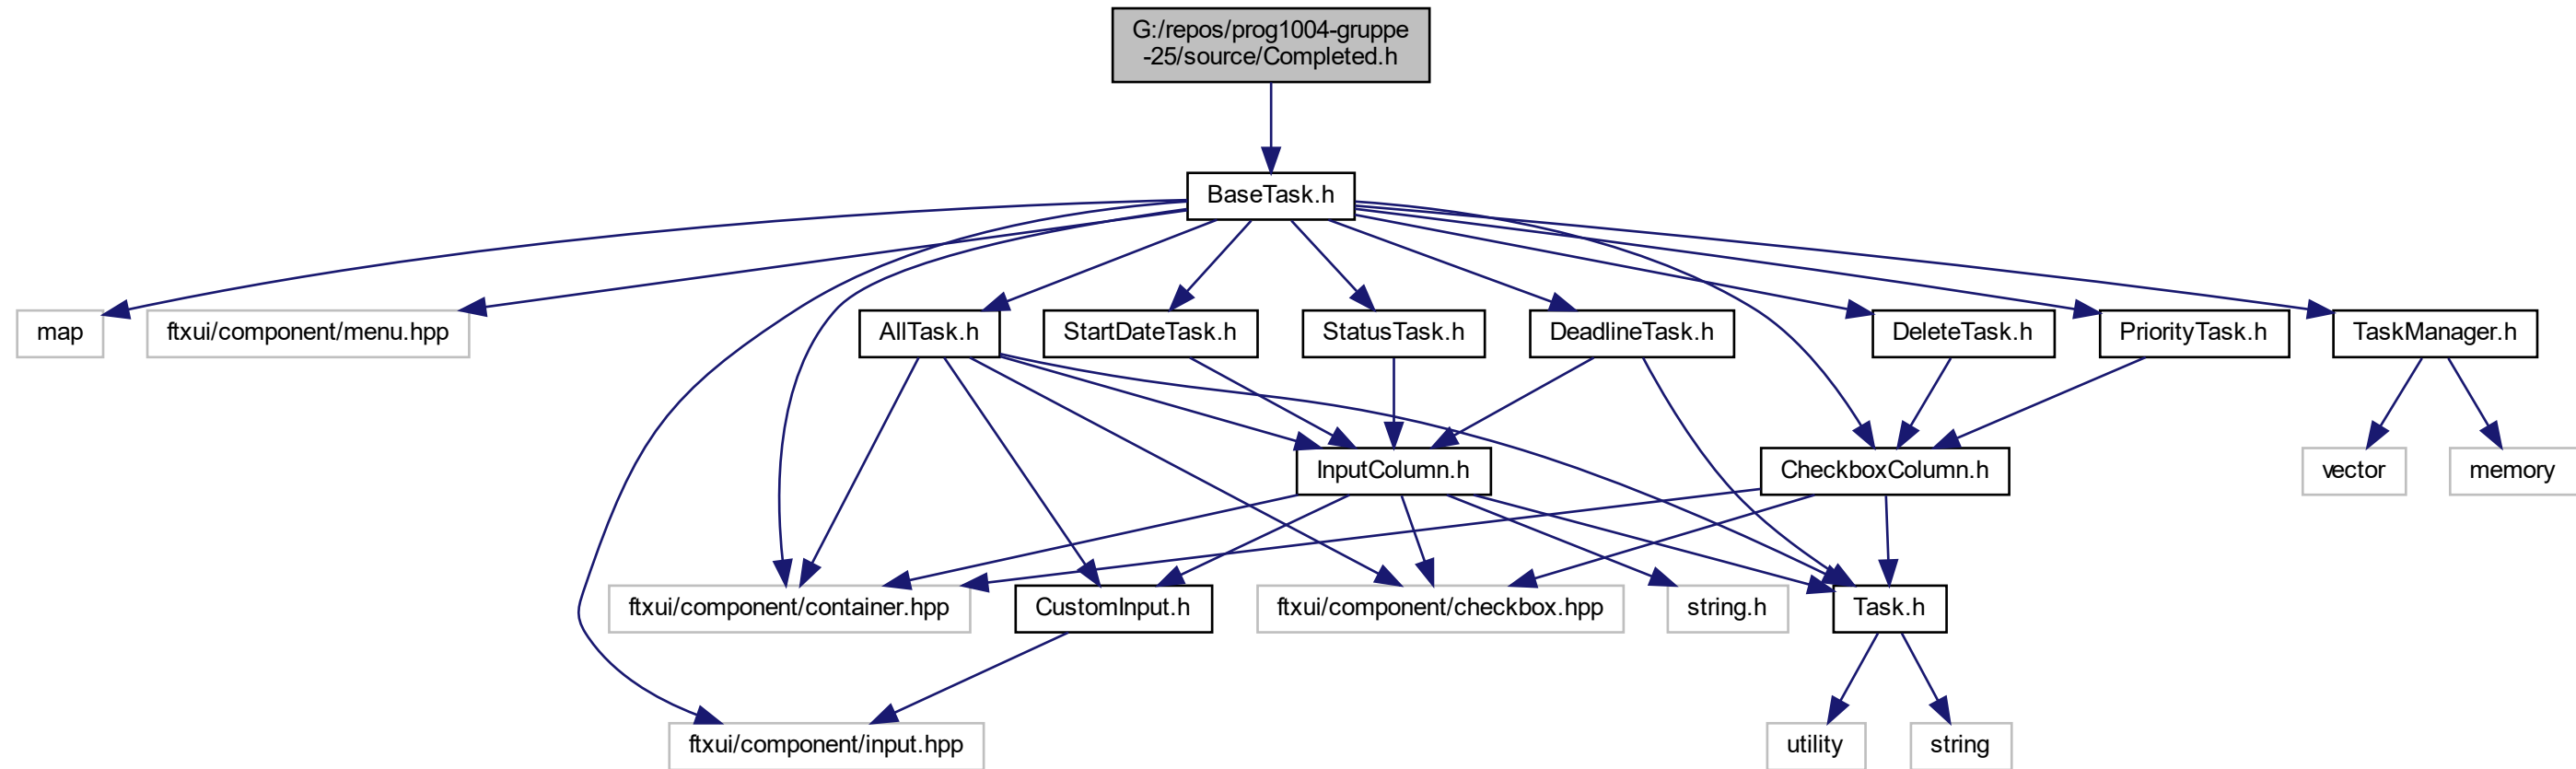 G:/repos/prog1004-gruppe
-25/source/Completed.h
BaseTask.h
map
ftxui/component/menu.hpp
AllTask.h
StartDateTask.h
StatusTask.h
DeadlineTask.h
DeleteTask.h
PriorityTask.h
TaskManager.h
InputColumn.h
CheckboxColumn.h
vector
memory
ftxui/component/container.hpp
CustomInput.h
ftxui/component/checkbox.hpp
string.h
Task.h
ftxui/component/input.hpp
utility
string